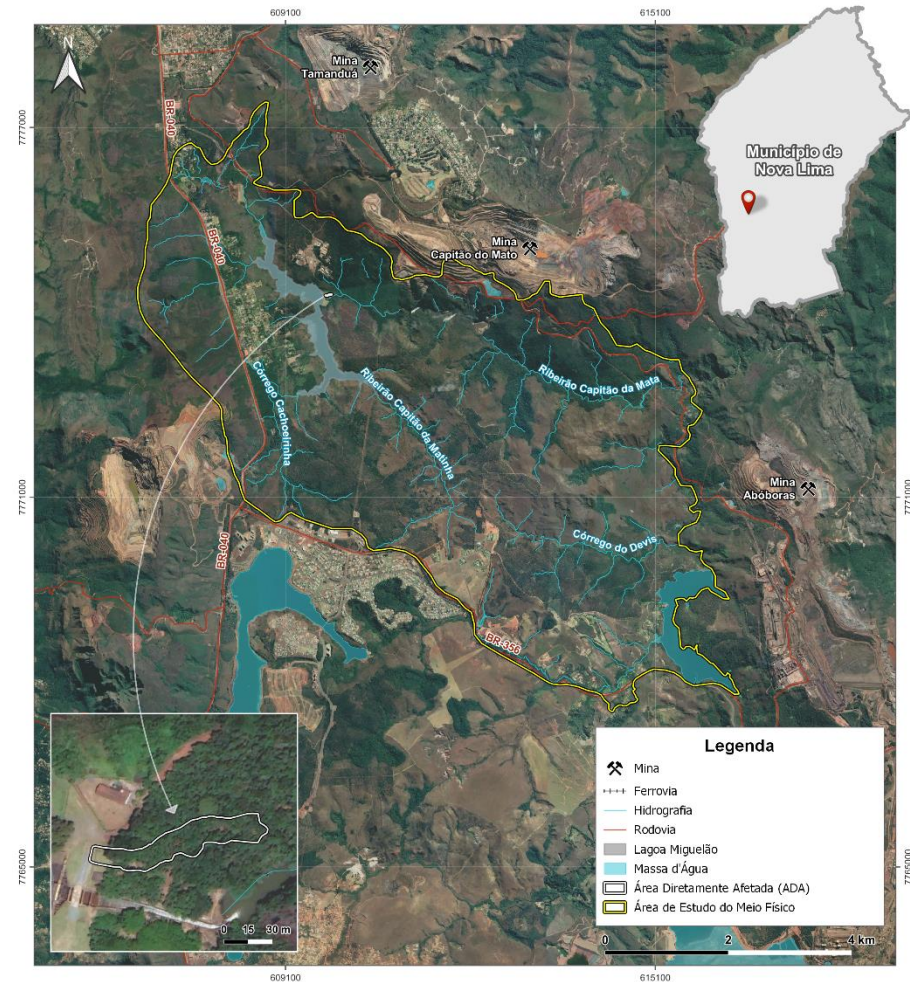 609100
615100
N
Mina
Tamanduá
BR-040
7777000
Município de
Nova Lima
Mina
Capitão do Mato
BR-040
Ribeirão Capitão da Mata
Córrego Cachoeirinha
Ribeirão Capitão da Matinha
7771000
7771000
Mina
Abóboras
BR-040
Córrego do Devis
BR-356
Legenda
Mina
Ferrovia
Hidrografia
Rodovia
Lagoa Miguelão
Massa d'Água
Área Diretamente Afetada (ADA)
Área de Estudo do Meio Físico
7765000
7765000
0 15 30 m
0 2 4 km
609100
615100